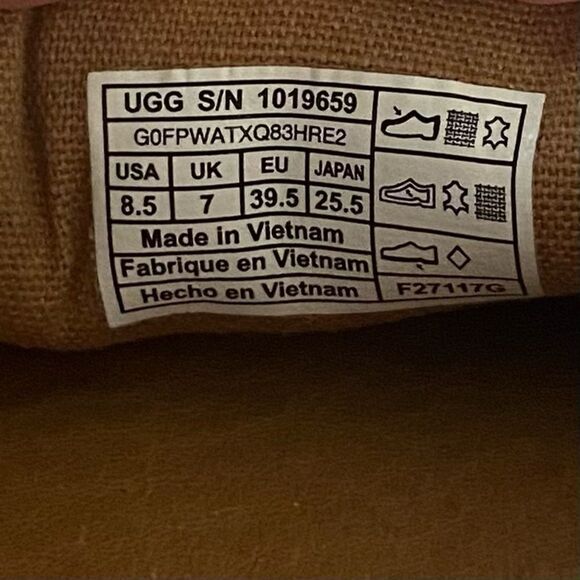 UGG S/N 1019659
G0FPWATXQ83HRE2
USA UK EU JAPAN
8.5 7 39.5 25.5
Made in Vietnam
Fabrique en Vietnam
Hecho en Vietnam
F27117G